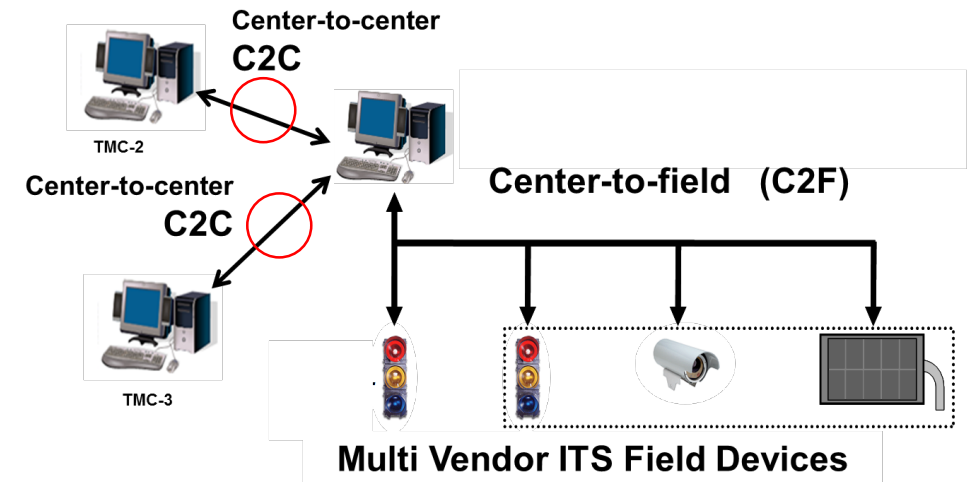 Center-to-center
C2C
TMC-2
Center-to-center
C2C
Center-to-field (C2F)
TMC-3
Multi Vendor ITS Field Devices